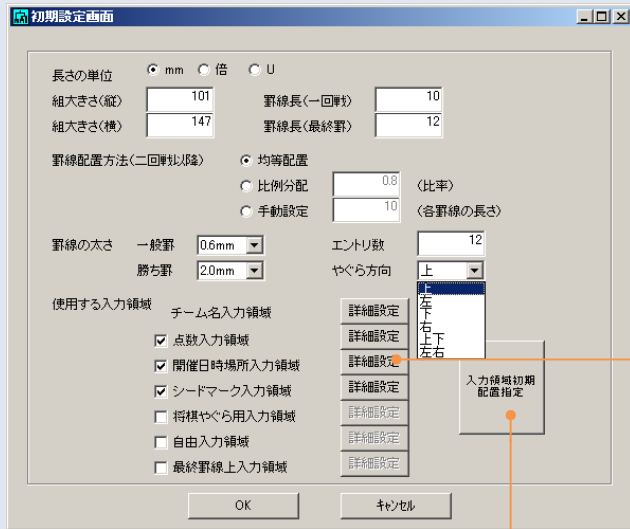 初期設定画面
長さの単位 mm 倍 U
組大きさ(縦) 101 罫線長(一回戦) 10
組大きさ(横) 147 罫線長(最終罫) 12
罫線配置方法(二回戦以降) 均等配置
比例分配 0.8 (比率)
手動設定 10 (各罫線の長さ)
罫線の太さ 一般罫 0.6mm エントリ数 12
勝ち罫 2.0mm やぐら方向 上
上
左
下
右
上下
左右
使用する入力領域 チーム名入力領域 詳細設定
点数入力領域 詳細設定
開催日時場所入力領域 詳細設定
シードマーク入力領域 詳細設定
将棋やぐら用入力領域 詳細設定
自由入力領域 詳細設定
最終罫線上入力領域 詳細設定
入力領域初期
配置指定
OK キャンセル